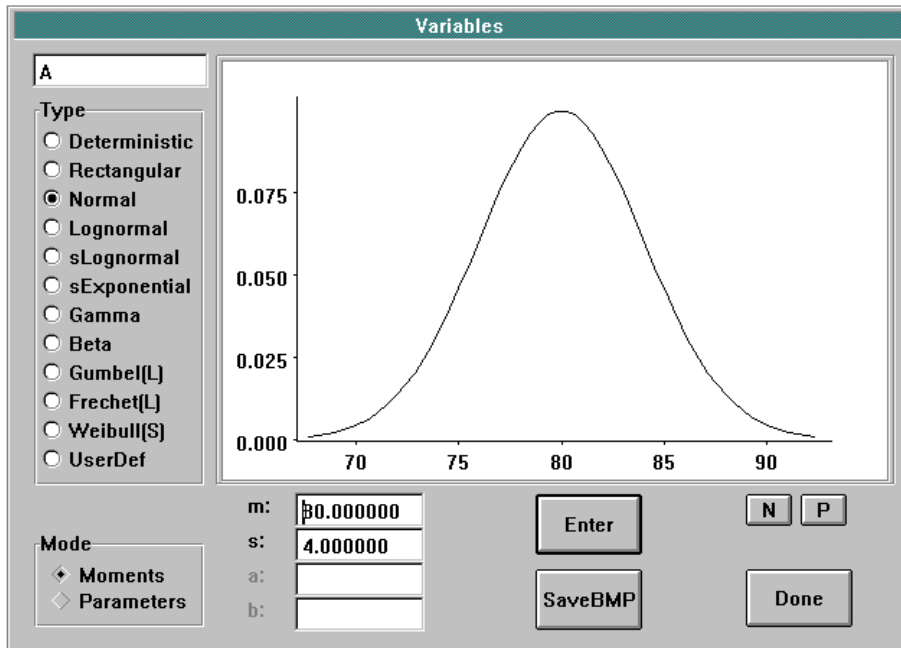 Variables
A
Type
Deterministic
Rectangular
Normal
Lognormal
sLognormal
sExponential
Gamma
Beta
Gumbel(L)
Frechet(L)
Weibull(S)
UserDef
0.075
0.050
0.025
0.000
70 75 80 85 90
m: 80.000000
s: 4.000000
a:
b:
Mode
Moments
Parameters
Enter
SaveBMP
N P
Done